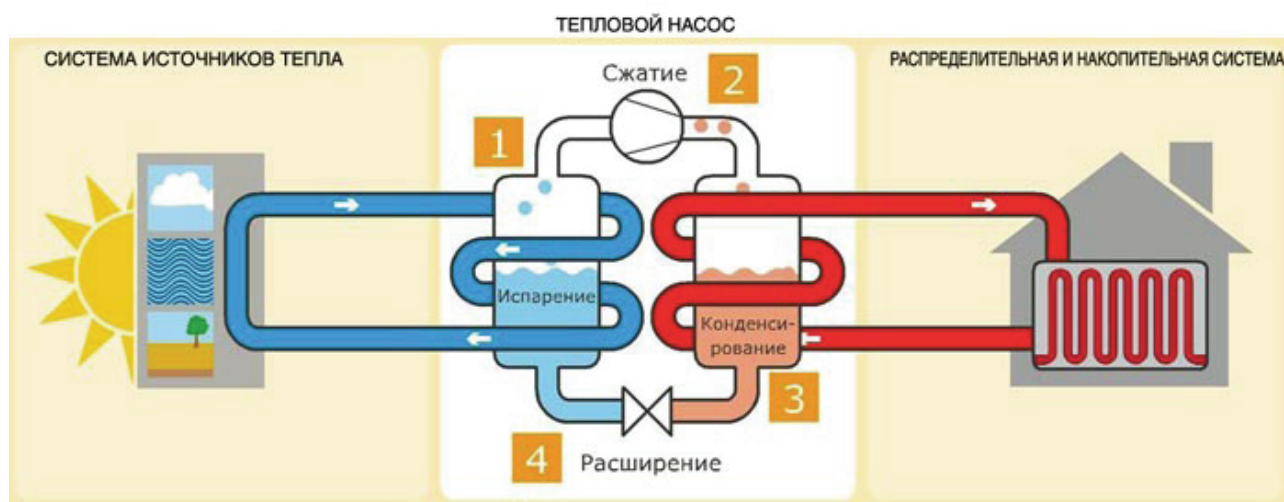 ТЕПЛОВОЙ НАСОС
СИСТЕМА ИСТОЧНИКОВ ТЕПЛА
РАСПРЕДЕЛИТЕЛЬНАЯ И НАКОПИТЕЛЬНАЯ СИСТЕМА
Сжатие
2
1
Испарение
Конденси-
рование
3
4
Расширение